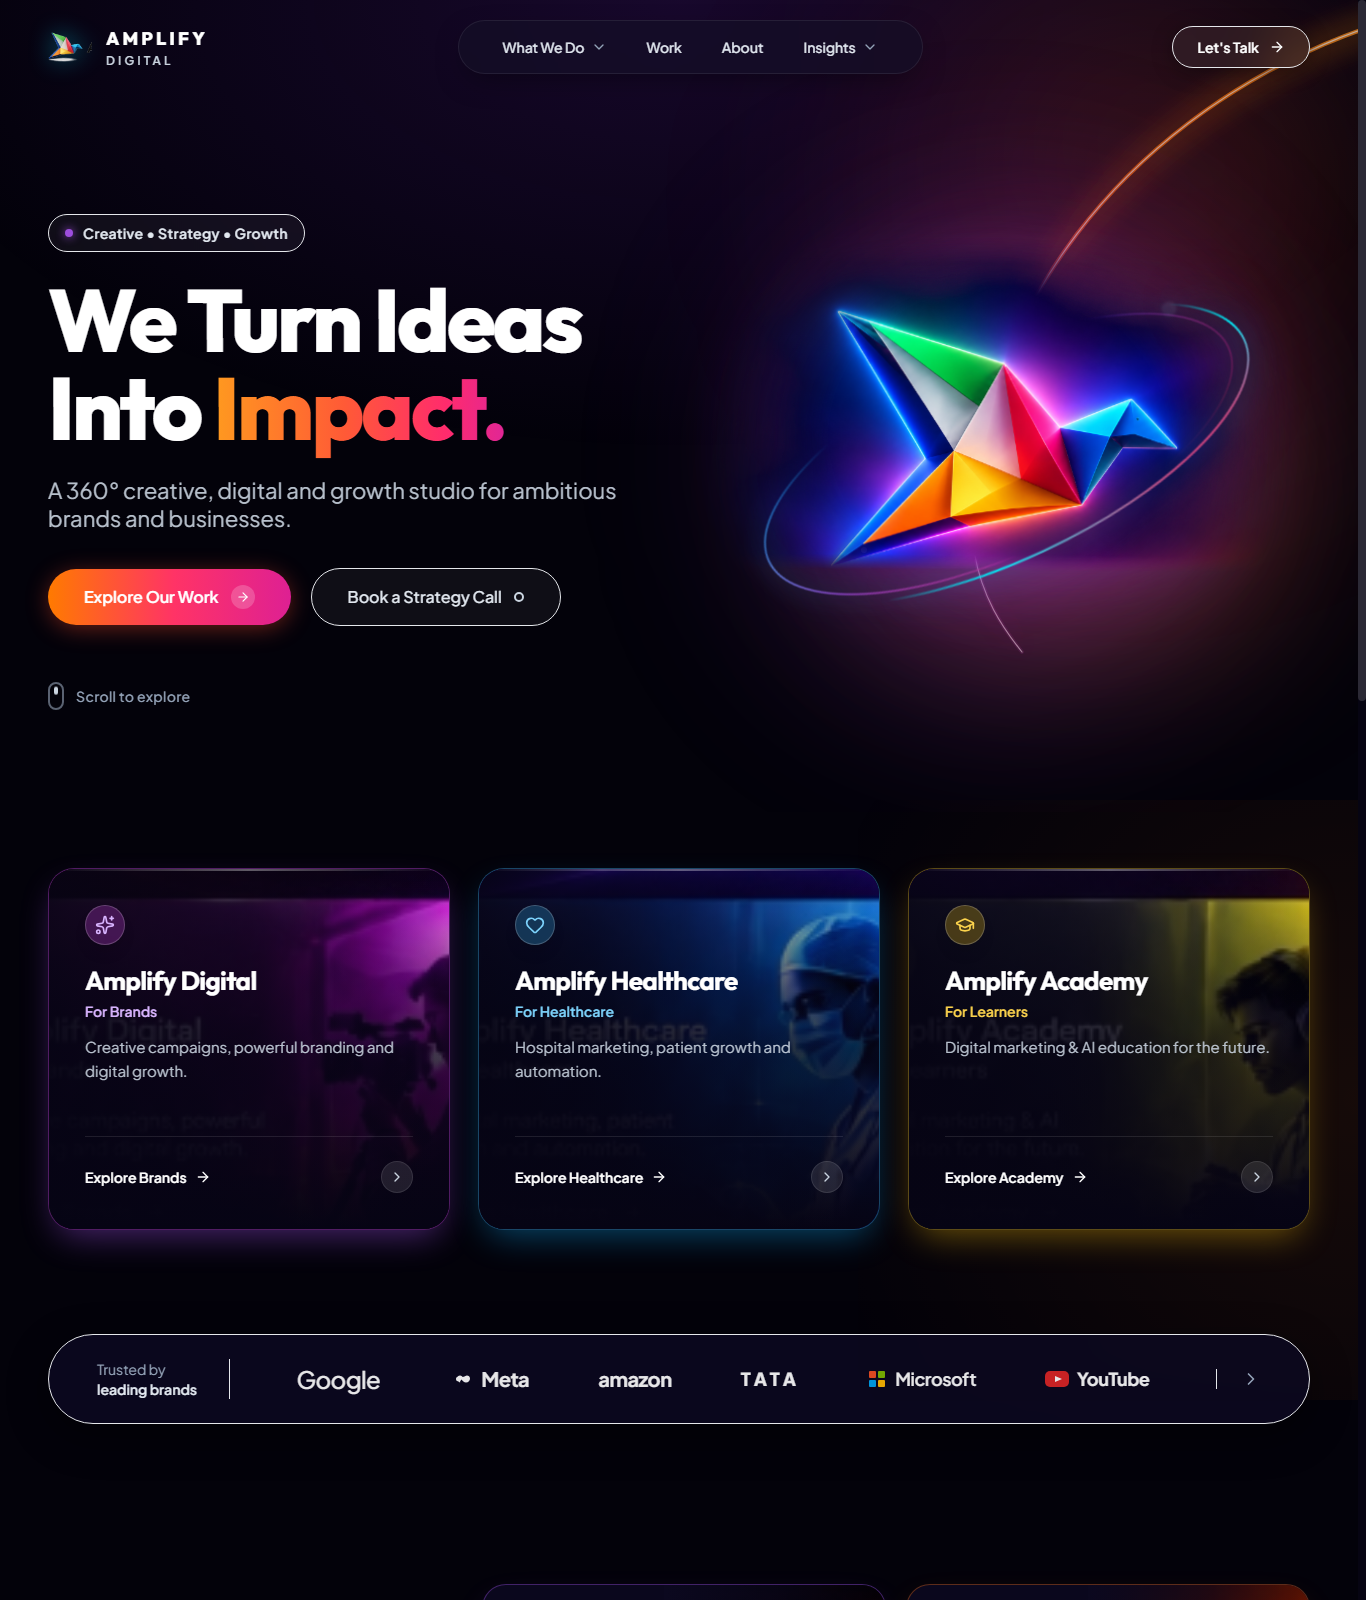 AMPLIFY
DIGITAL
What We Do
Work
About
Insights
Let's Talk
Creative • Strategy • Growth
We Turn Ideas
Into Impact.
A 360° creative, digital and growth studio for ambitious
brands and businesses.
Explore Our Work
Book a Strategy Call
Scroll to explore
Amplify Digital
For Brands
Creative campaigns, powerful branding and
digital growth.
Explore Brands
Amplify Healthcare
For Healthcare
Hospital marketing, patient growth and
automation.
Explore Healthcare
Amplify Academy
For Learners
Digital marketing & AI education for the future.
Explore Academy
Trusted by
leading brands
Google
Meta
amazon
TATA
Microsoft
YouTube